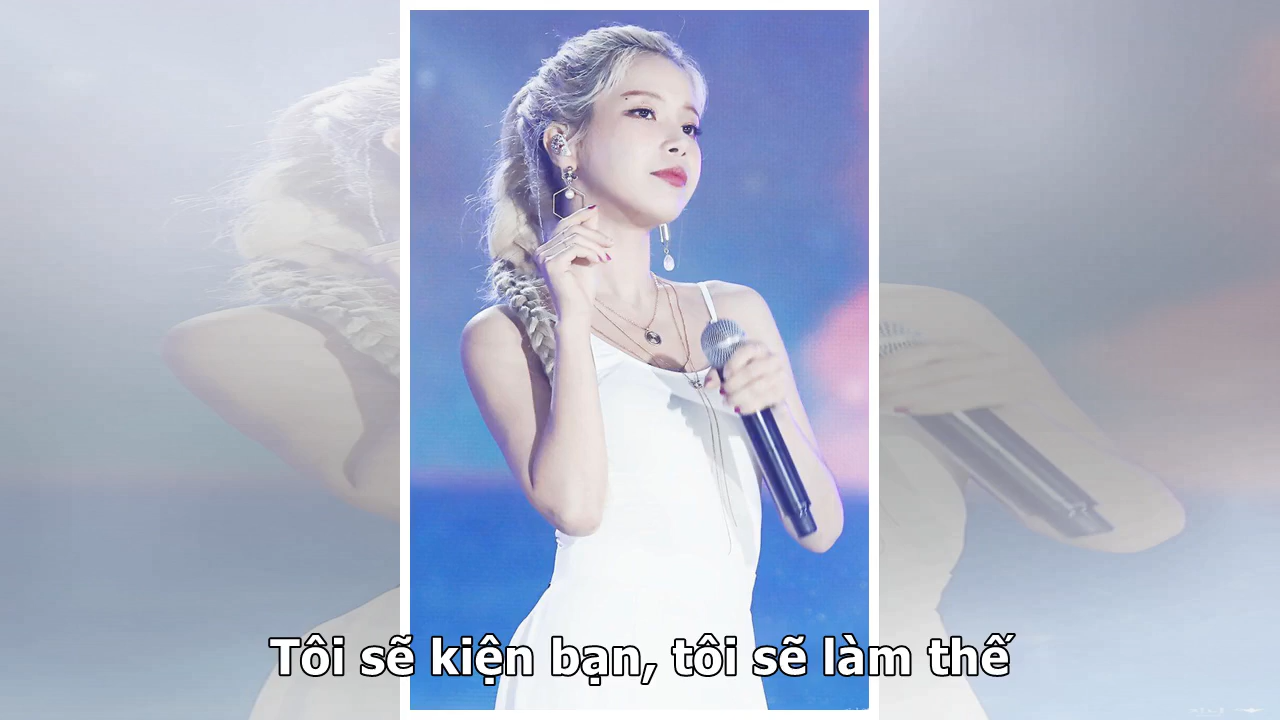 Tôi sẽ kiện bạn, tôi sẽ làm thế